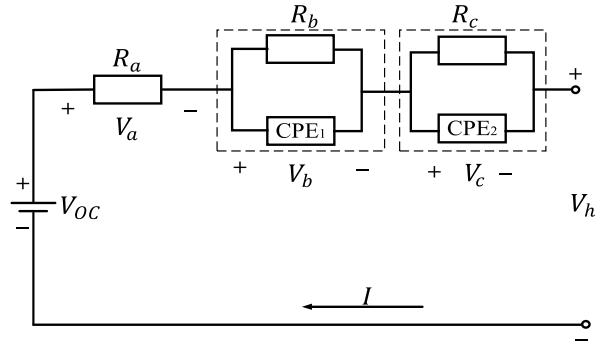 R_b
R_c
R_a
+
+ −
V_a
CPE₁
CPE₂
+ V_b −
+ V_c −
+
V_OC
−
V_h
I
−